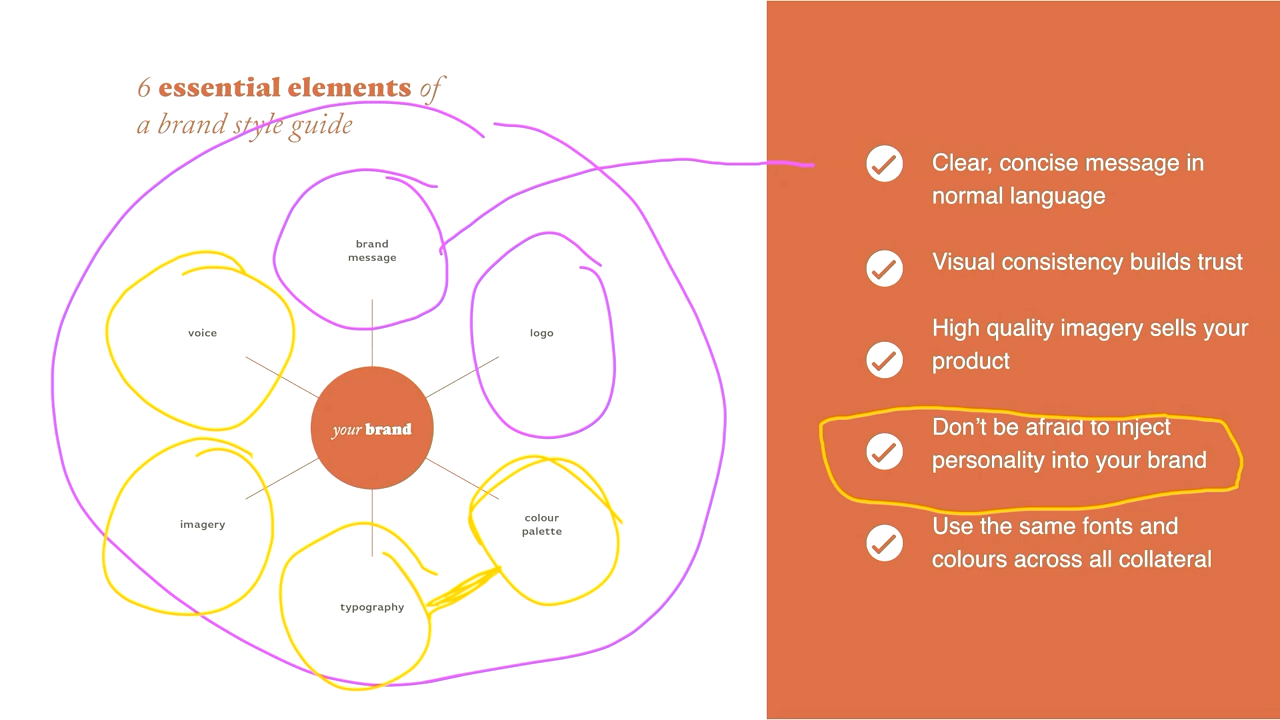 6 essential elements of
a brand style guide
brand
message
voice
logo
your brand
imagery
colour
palette
typography
Clear, concise message in
normal language
Visual consistency builds trust
High quality imagery sells your
product
Don't be afraid to inject
personality into your brand
Use the same fonts and
colours across all collateral